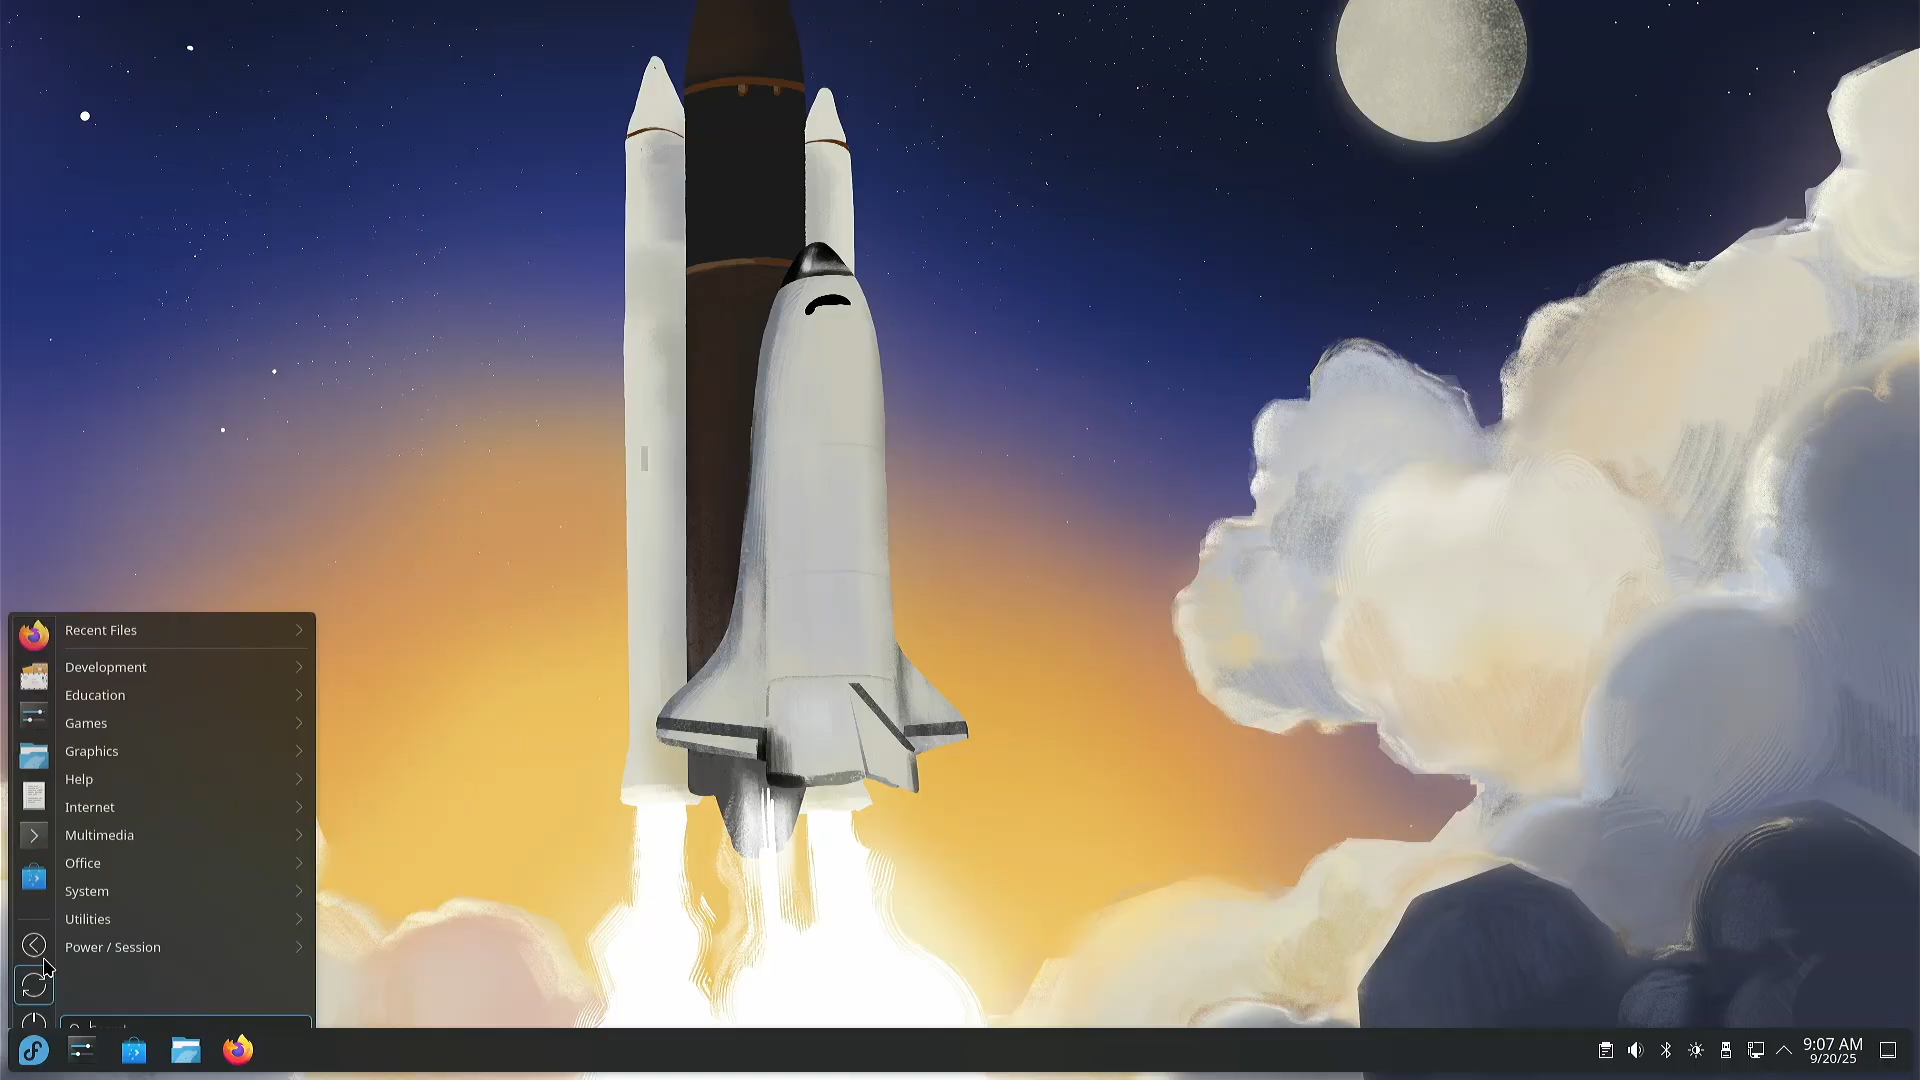 Recent Files
Development
Education
Games
Graphics
Help
Internet
Multimedia
Office
System
Utilities
Power / Session
9:07 AM
9/20/25